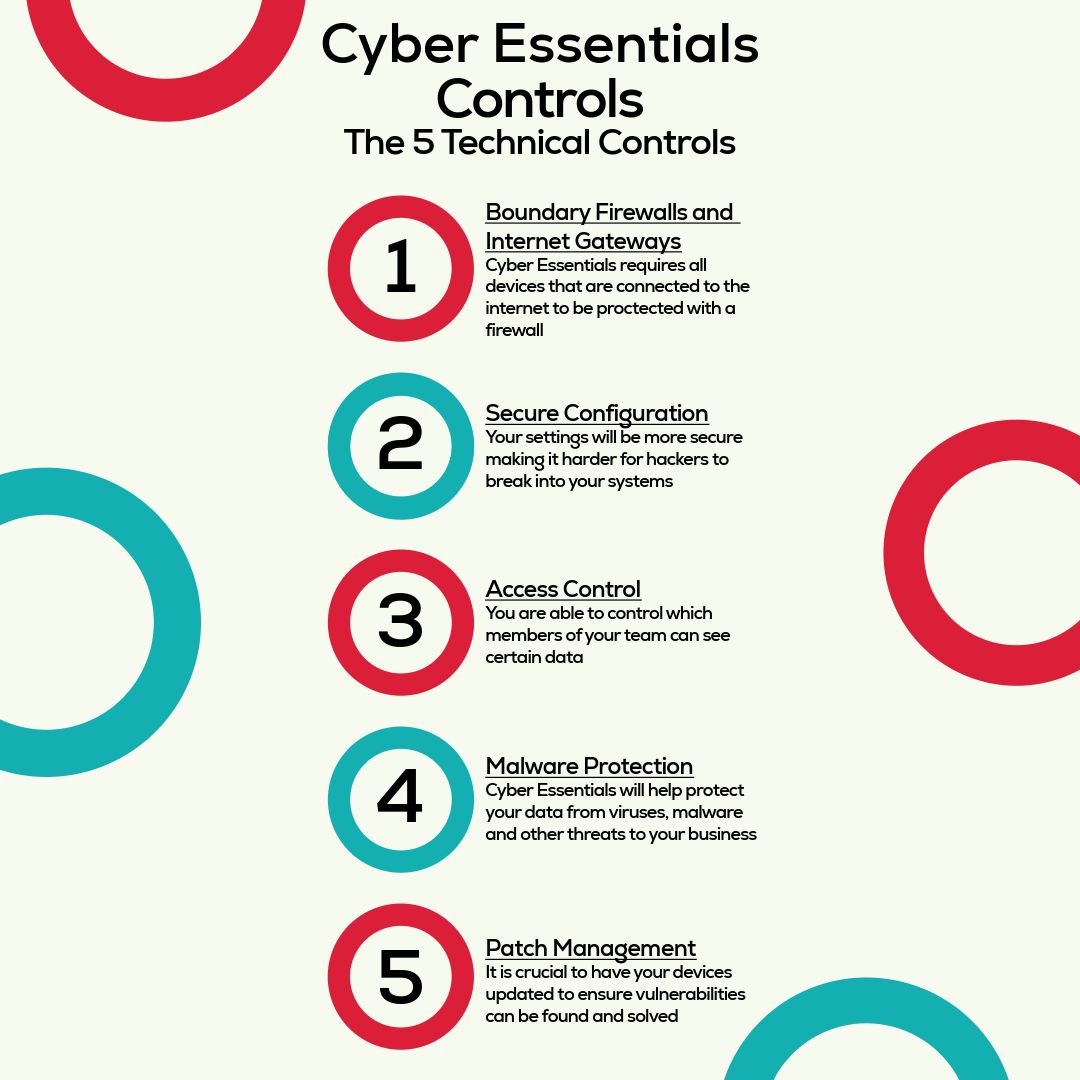 Cyber Essentials
Controls
The 5 Technical Controls
1
Boundary Firewalls and
Internet Gateways
Cyber Essentials requires all
devices that are connected to the
internet to be proctected with a
firewall
2
Secure Configuration
Your settings will be more secure
making it harder for hackers to
break into your systems
3
Access Control
You are able to control which
members of your team can see
certain data
4
Malware Protection
Cyber Essentials will help protect
your data from viruses, malware
and other threats to your business
5
Patch Management
It is crucial to have your devices
updated to ensure vulnerabilities
can be found and solved